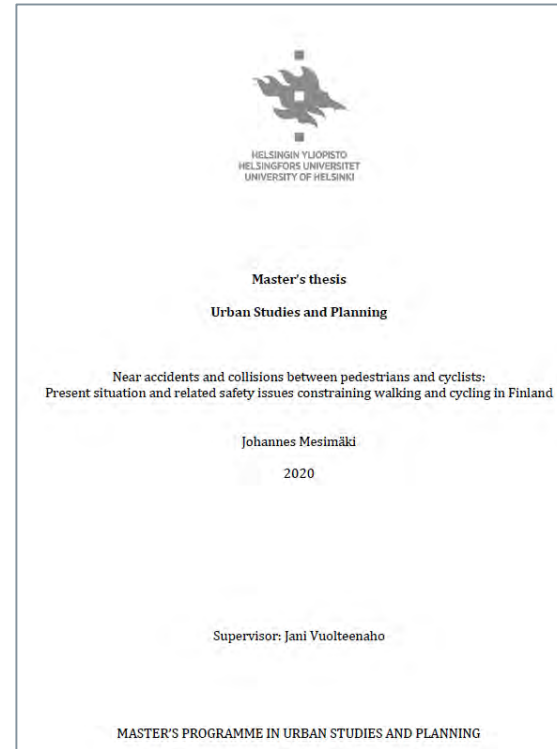 HELSINGIN YLIOPISTO
HELSINGFORS UNIVERSITET
UNIVERSITY OF HELSINKI
Master's thesis
Urban Studies and Planning
Near accidents and collisions between pedestrians and cyclists:
Present situation and related safety issues constraining walking and cycling in Finland
Johannes Mesimäki
2020
Supervisor: Jani Vuolteenaho
MASTER'S PROGRAMME IN URBAN STUDIES AND PLANNING